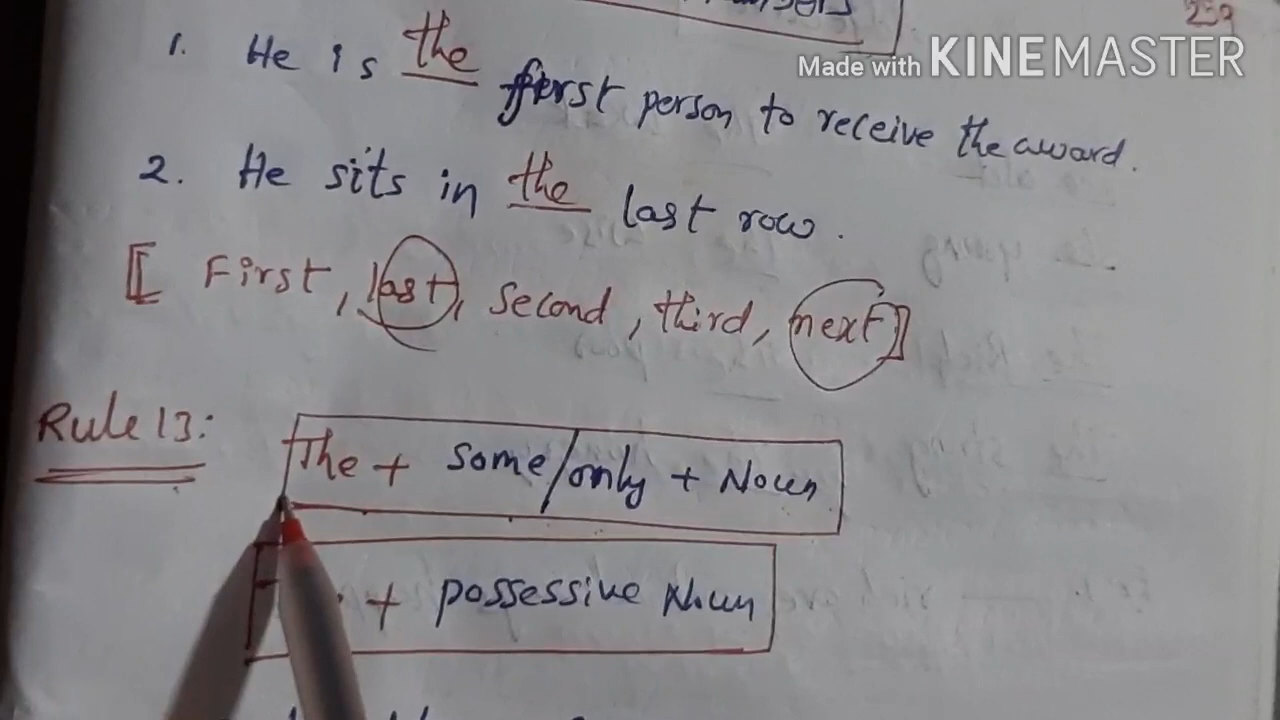 239
Made with KINEMASTER
1. He is the first person to receive the award.
2. He sits in the last row.
[ First, last, second, third, next ]
Rule 13: The + some/only + Noun
+ possessive Noun